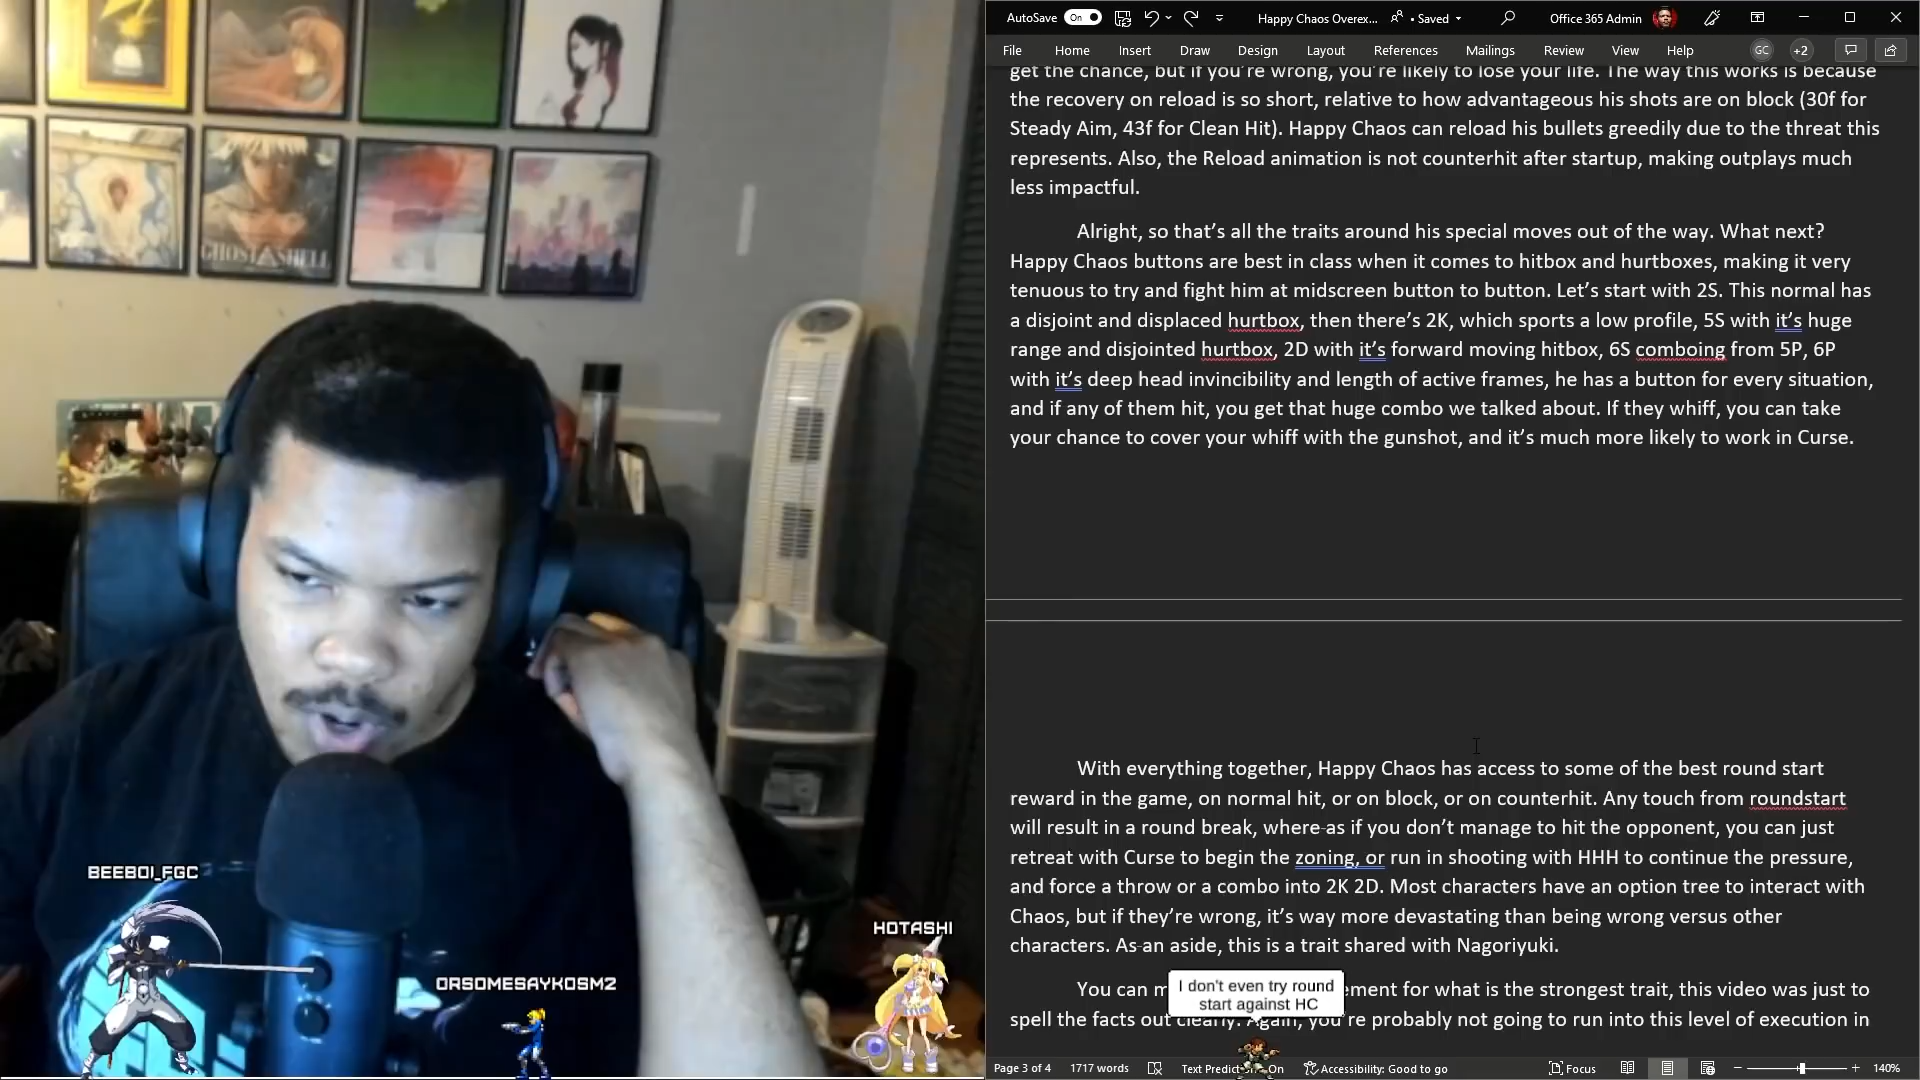 AutoSave On
Happy Chaos Overex... • Saved
Office 365 Admin
File Home Insert Draw Design Layout References Mailings Review View Help GC +2
get the chance, but if you're wrong, you're likely to lose your life. The way this works is because
the recovery on reload is so short, relative to how advantageous his shots are on block (30f for
Steady Aim, 43f for Clean Hit). Happy Chaos can reload his bullets greedily due to the threat this
represents. Also, the Reload animation is not counterhit after startup, making outplays much
less impactful.
Alright, so that's all the traits around his special moves out of the way. What next?
Happy Chaos buttons are best in class when it comes to hitbox and hurtboxes, making it very
tenuous to try and fight him at midscreen button to button. Let's start with 2S. This normal has
a disjoint and displaced hurtbox, then there's 2K, which sports a low profile, 5S with it's huge
range and disjointed hurtbox, 2D with it's forward moving hitbox, 6S comboing from 5P, 6P
with it's deep head invincibility and length of active frames, he has a button for every situation,
and if any of them hit, you get that huge combo we talked about. If they whiff, you can take
your chance to cover your whiff with the gunshot, and it's much more likely to work in Curse.
With everything together, Happy Chaos has access to some of the best round start
reward in the game, on normal hit, or on block, or on counterhit. Any touch from roundstart
will result in a round break, where as if you don't manage to hit the opponent, you can just
retreat with Curse to begin the zoning, or run in shooting with HHH to continue the pressure,
and force a throw or a combo into 2K 2D. Most characters have an option tree to interact with
Chaos, but if they're wrong, it's way more devastating than being wrong versus other
characters. As an aside, this is a trait shared with Nagoriyuki.
You can m ement for what is the strongest trait, this video was just to
spell the facts out clearly. Again, you're probably not going to run into this level of execution in
I don't even try round
start against HC
Page 3 of 4 1717 words Text Predict On Accessibility: Good to go Focus 140%
GHOST SHELL
BEEBOI_FGC
ORSOMESAYKOSM2
HOTASHI